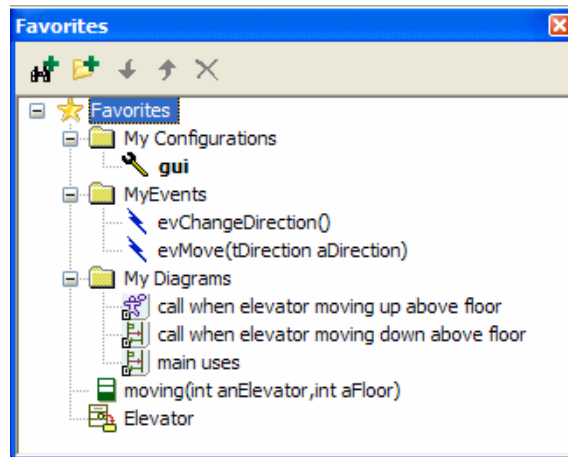 Favorites
Favorites
My Configurations
gui
MyEvents
evChangeDirection()
evMove(tDirection aDirection)
My Diagrams
call when elevator moving up above floor
call when elevator moving down above floor
main uses
moving(int anElevator,int aFloor)
Elevator